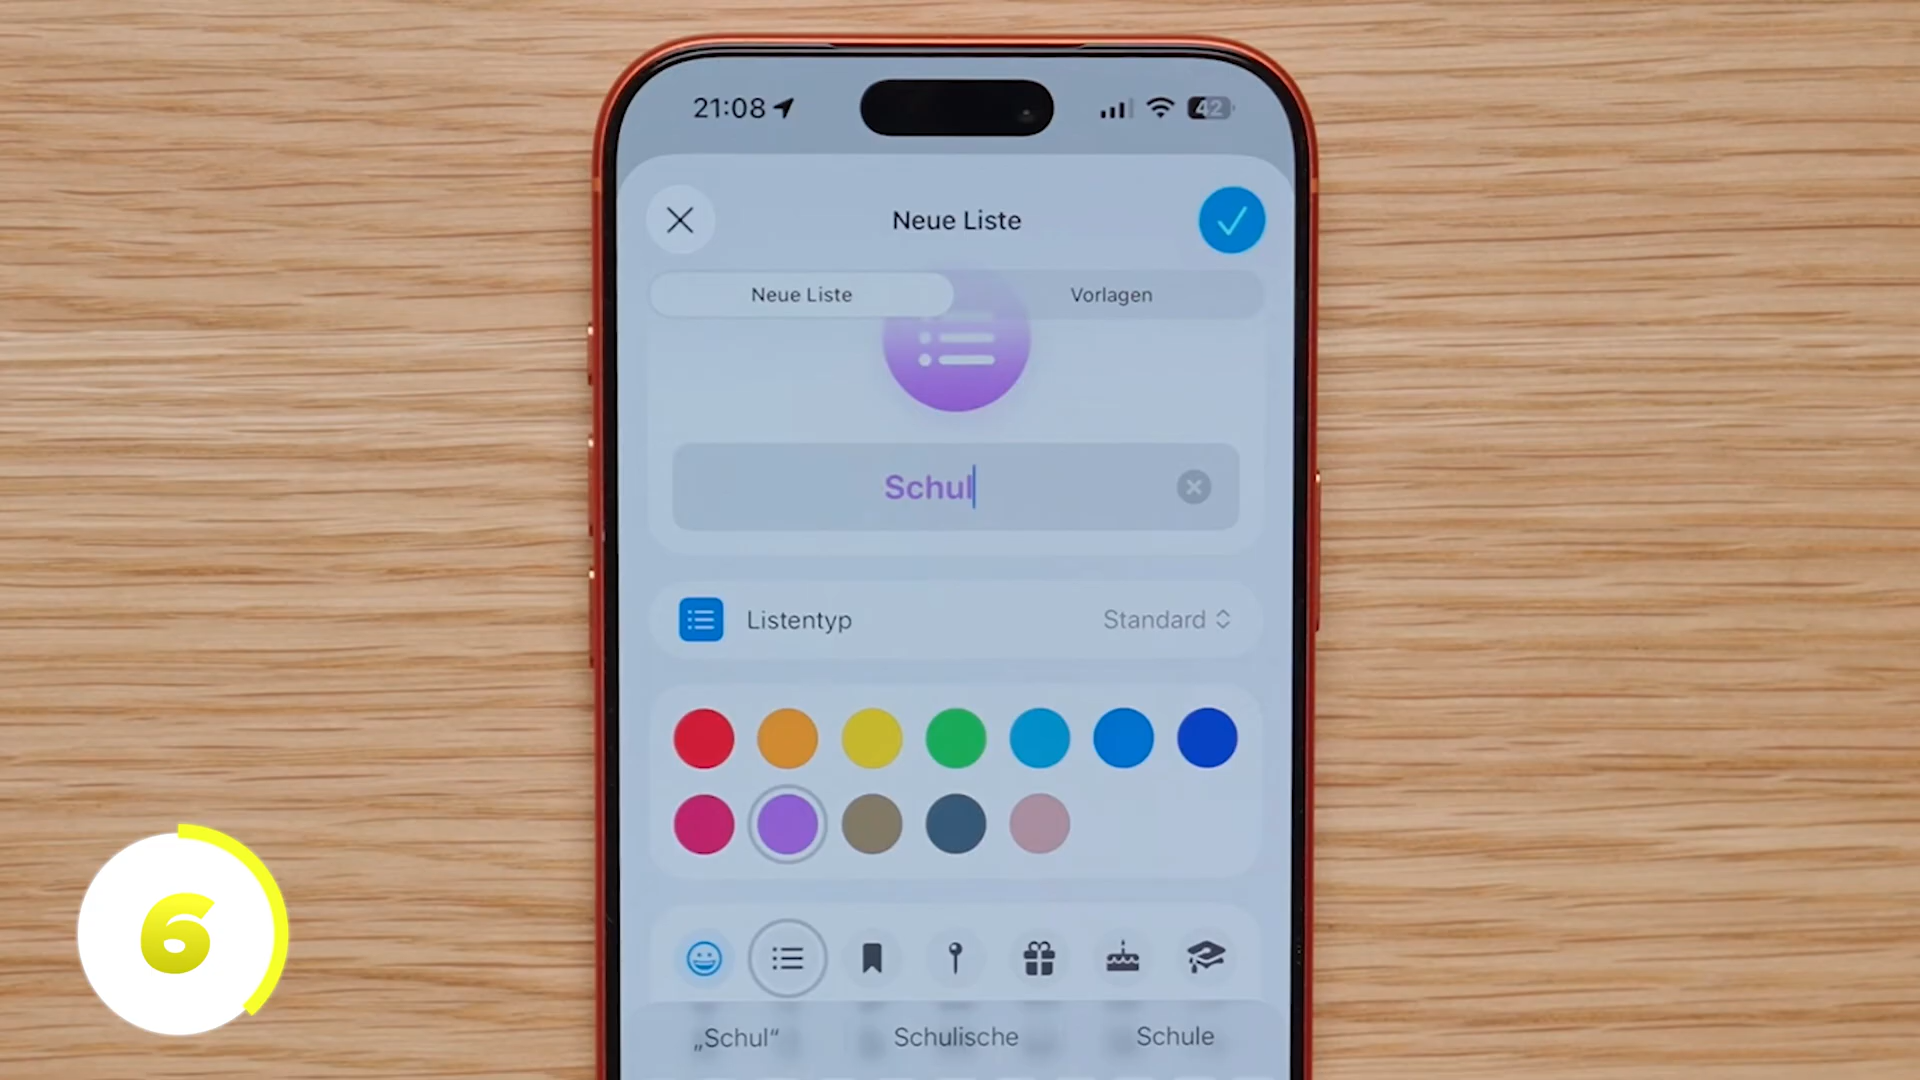 21:08
42
Neue Liste
Neue Liste
Vorlagen
Schul
Listentyp
Standard
6
„Schul“
Schulische
Schule